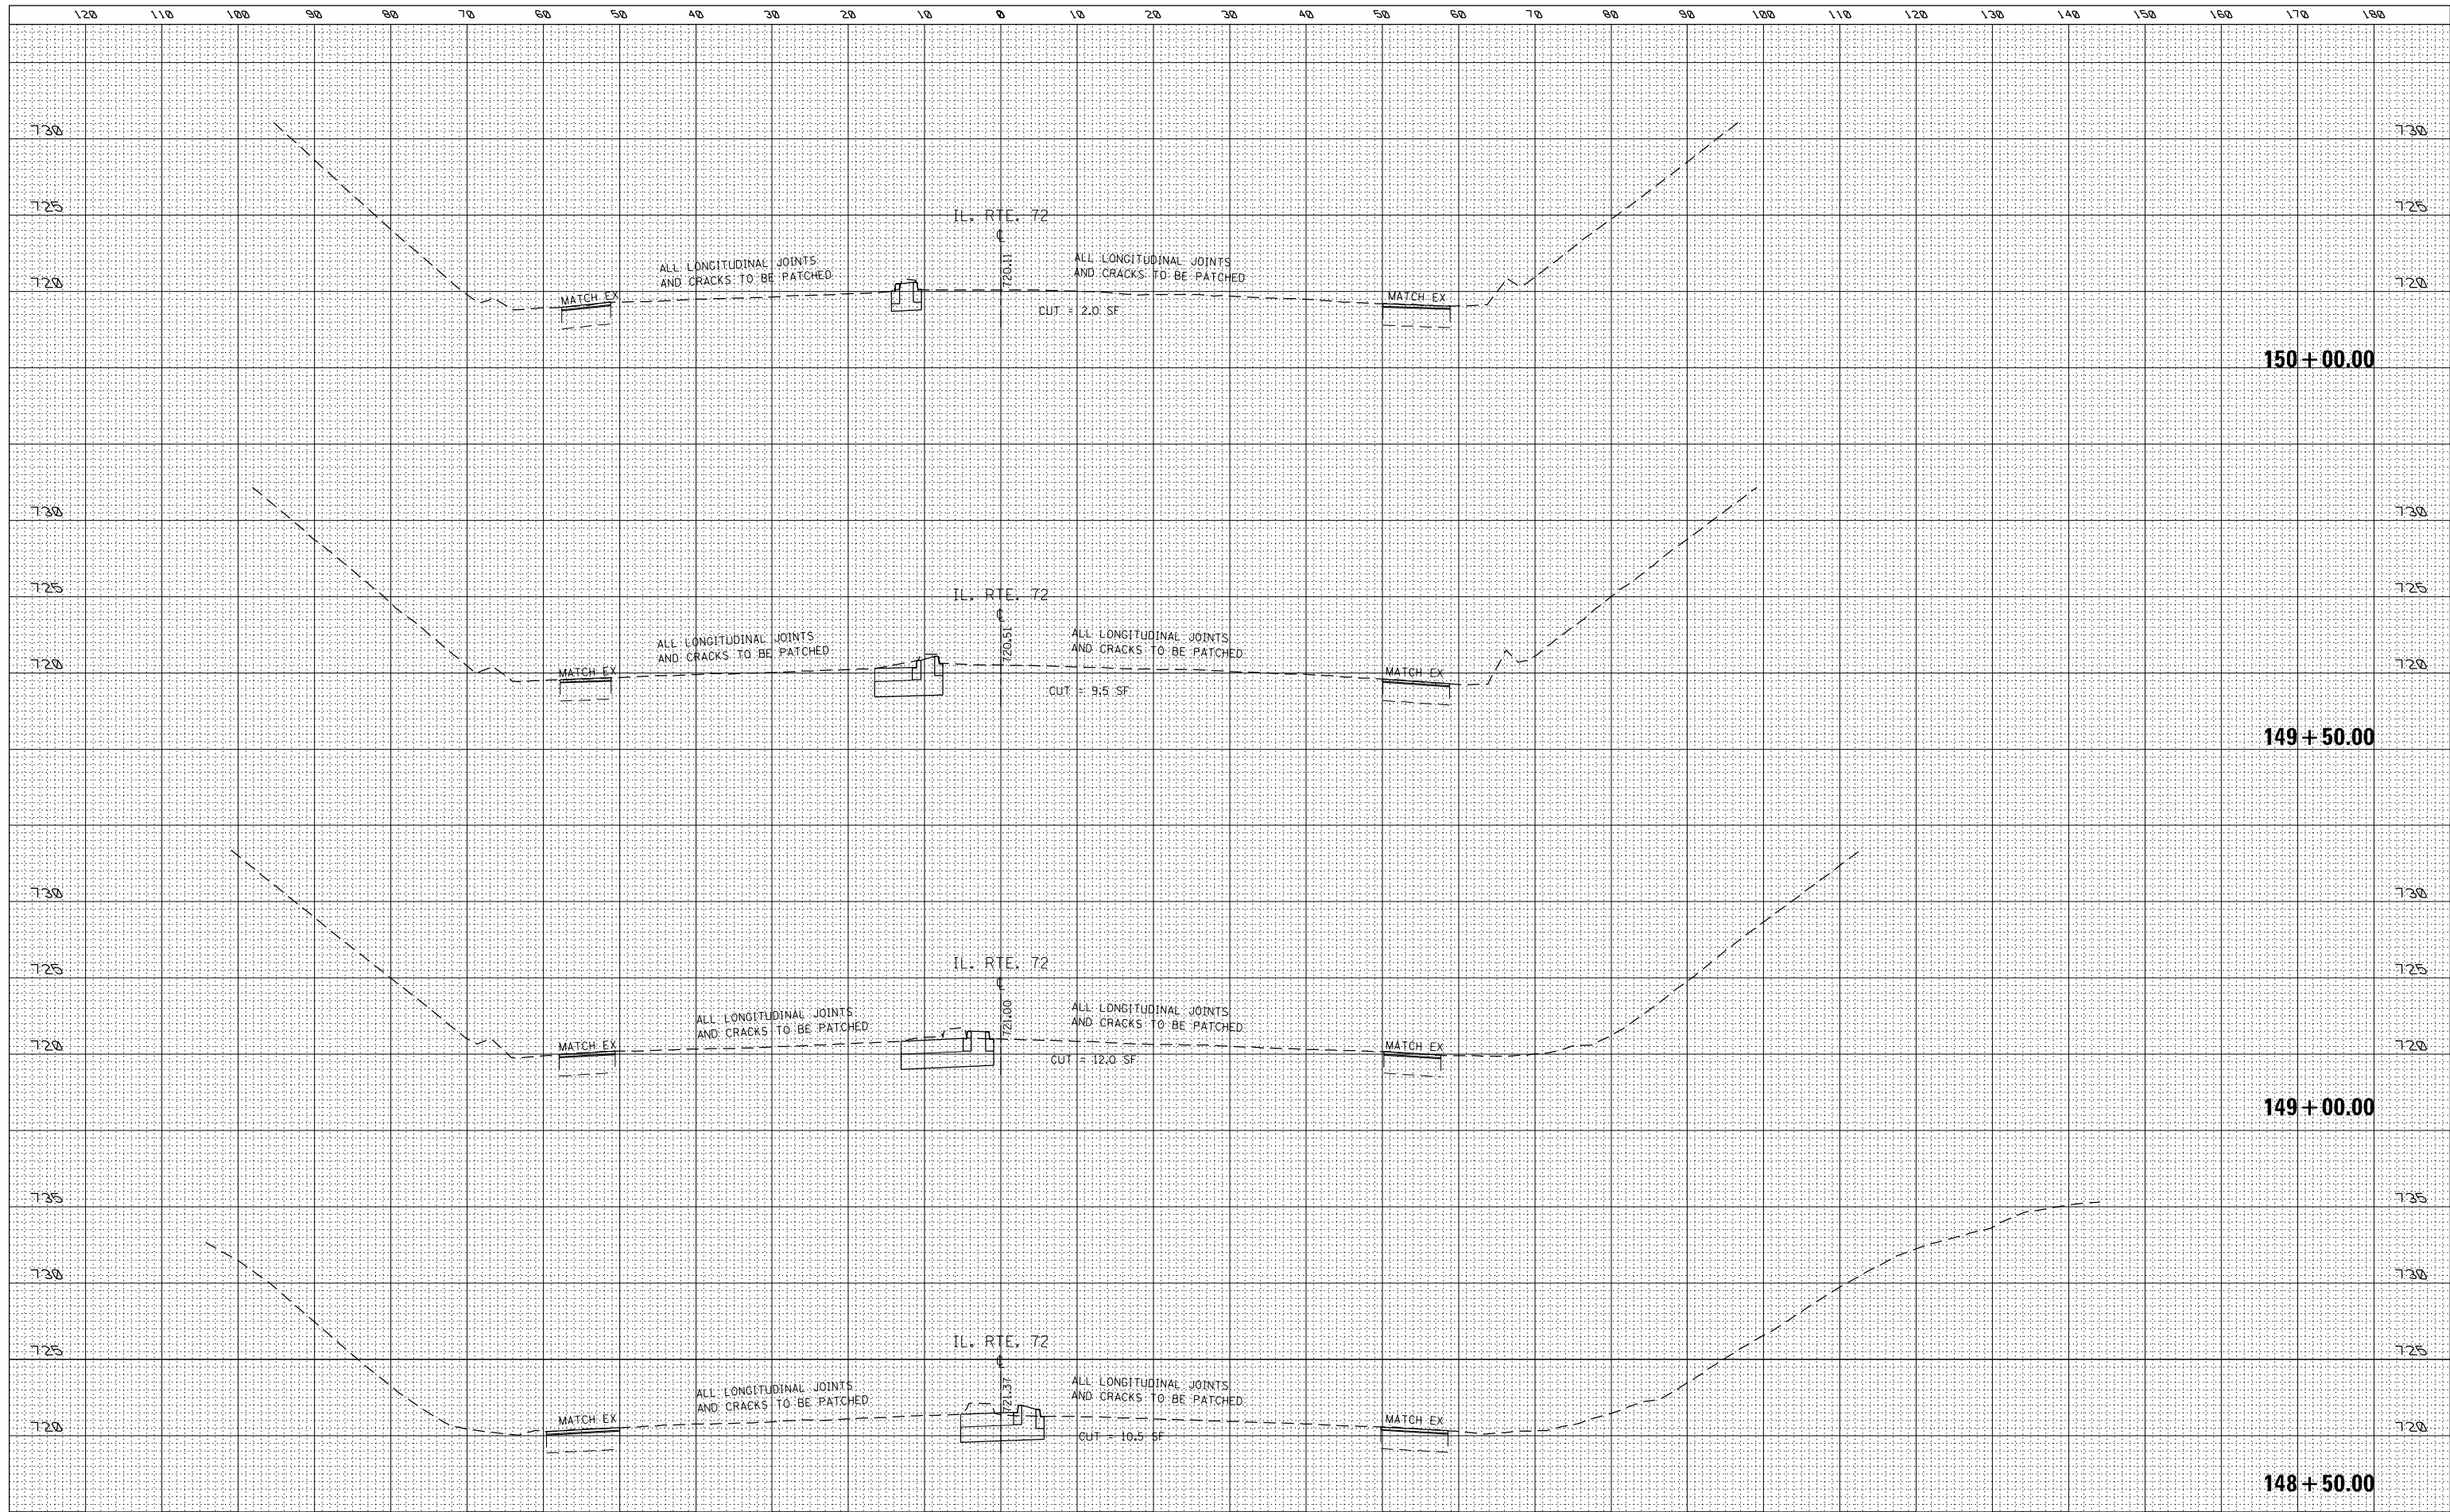 120 110 100 90 80 70 60 50 40 30 20 10 0 10 20 30 40 50 60 70 80 90 100 110 120 130 140 150 160 170 180
730 730
725 725
IL. RTE. 72
℄
720.11
ALL LONGITUDINAL JOINTS
AND CRACKS TO BE PATCHED
ALL LONGITUDINAL JOINTS
AND CRACKS TO BE PATCHED
720 720
MATCH EX
MATCH EX
CUT = 2.0 SF
150+00.00
730 730
725 725
IL. RTE. 72
℄
720.51
ALL LONGITUDINAL JOINTS
AND CRACKS TO BE PATCHED
ALL LONGITUDINAL JOINTS
AND CRACKS TO BE PATCHED
720 720
MATCH EX
MATCH EX
CUT = 9.5 SF
149+50.00
730 730
725 725
IL. RTE. 72
℄
721.00
ALL LONGITUDINAL JOINTS
AND CRACKS TO BE PATCHED
ALL LONGITUDINAL JOINTS
AND CRACKS TO BE PATCHED
720 720
MATCH EX
MATCH EX
CUT = 12.0 SF
149+00.00
735 735
730 730
725 725
IL. RTE. 72
℄
721.37
ALL LONGITUDINAL JOINTS
AND CRACKS TO BE PATCHED
ALL LONGITUDINAL JOINTS
AND CRACKS TO BE PATCHED
720 720
MATCH EX
MATCH EX
CUT = 10.5 SF
148+50.00